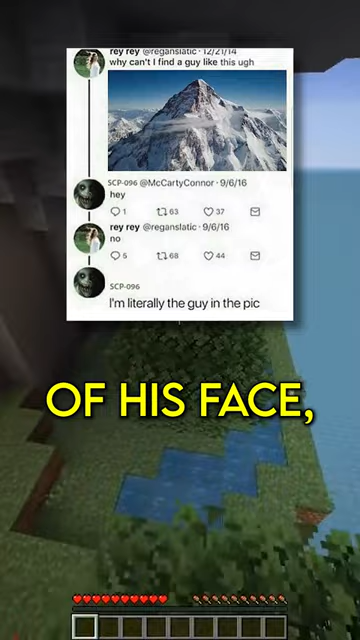 rey rey @reganslatic · 12/21/14
why can't I find a guy like this ugh
SCP-096 @McCartyConnor · 9/6/16
hey
1 63 37
rey rey @reganslatic · 9/6/16
no
5 68 44
SCP-096
I'm literally the guy in the pic
OF HIS FACE,